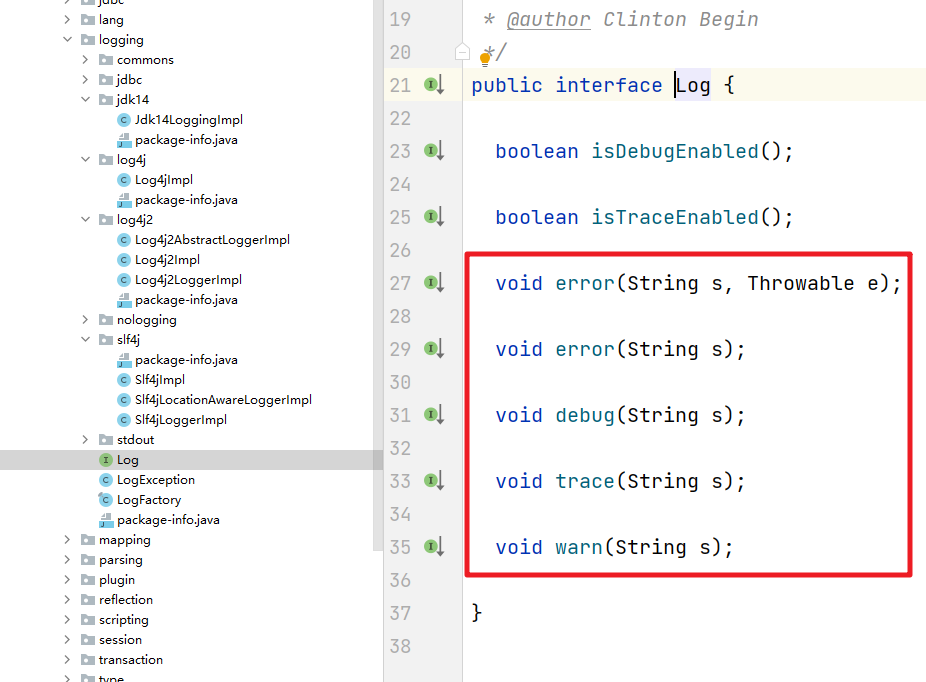 jdbc
lang
logging
commons
jdbc
jdk14
Jdk14LoggingImpl
package-info.java
log4j
Log4jImpl
package-info.java
log4j2
Log4j2AbstractLoggerImpl
Log4j2Impl
Log4j2LoggerImpl
package-info.java
nologging
slf4j
package-info.java
Slf4jImpl
Slf4jLocationAwareLoggerImpl
Slf4jLoggerImpl
stdout
Log
LogException
LogFactory
package-info.java
mapping
parsing
plugin
reflection
scripting
session
transaction
type
19 * @author Clinton Begin
20 */
21 public interface Log {
22
23 boolean isDebugEnabled();
24
25 boolean isTraceEnabled();
26
27 void error(String s, Throwable e);
28
29 void error(String s);
30
31 void debug(String s);
32
33 void trace(String s);
34
35 void warn(String s);
36
37 }
38